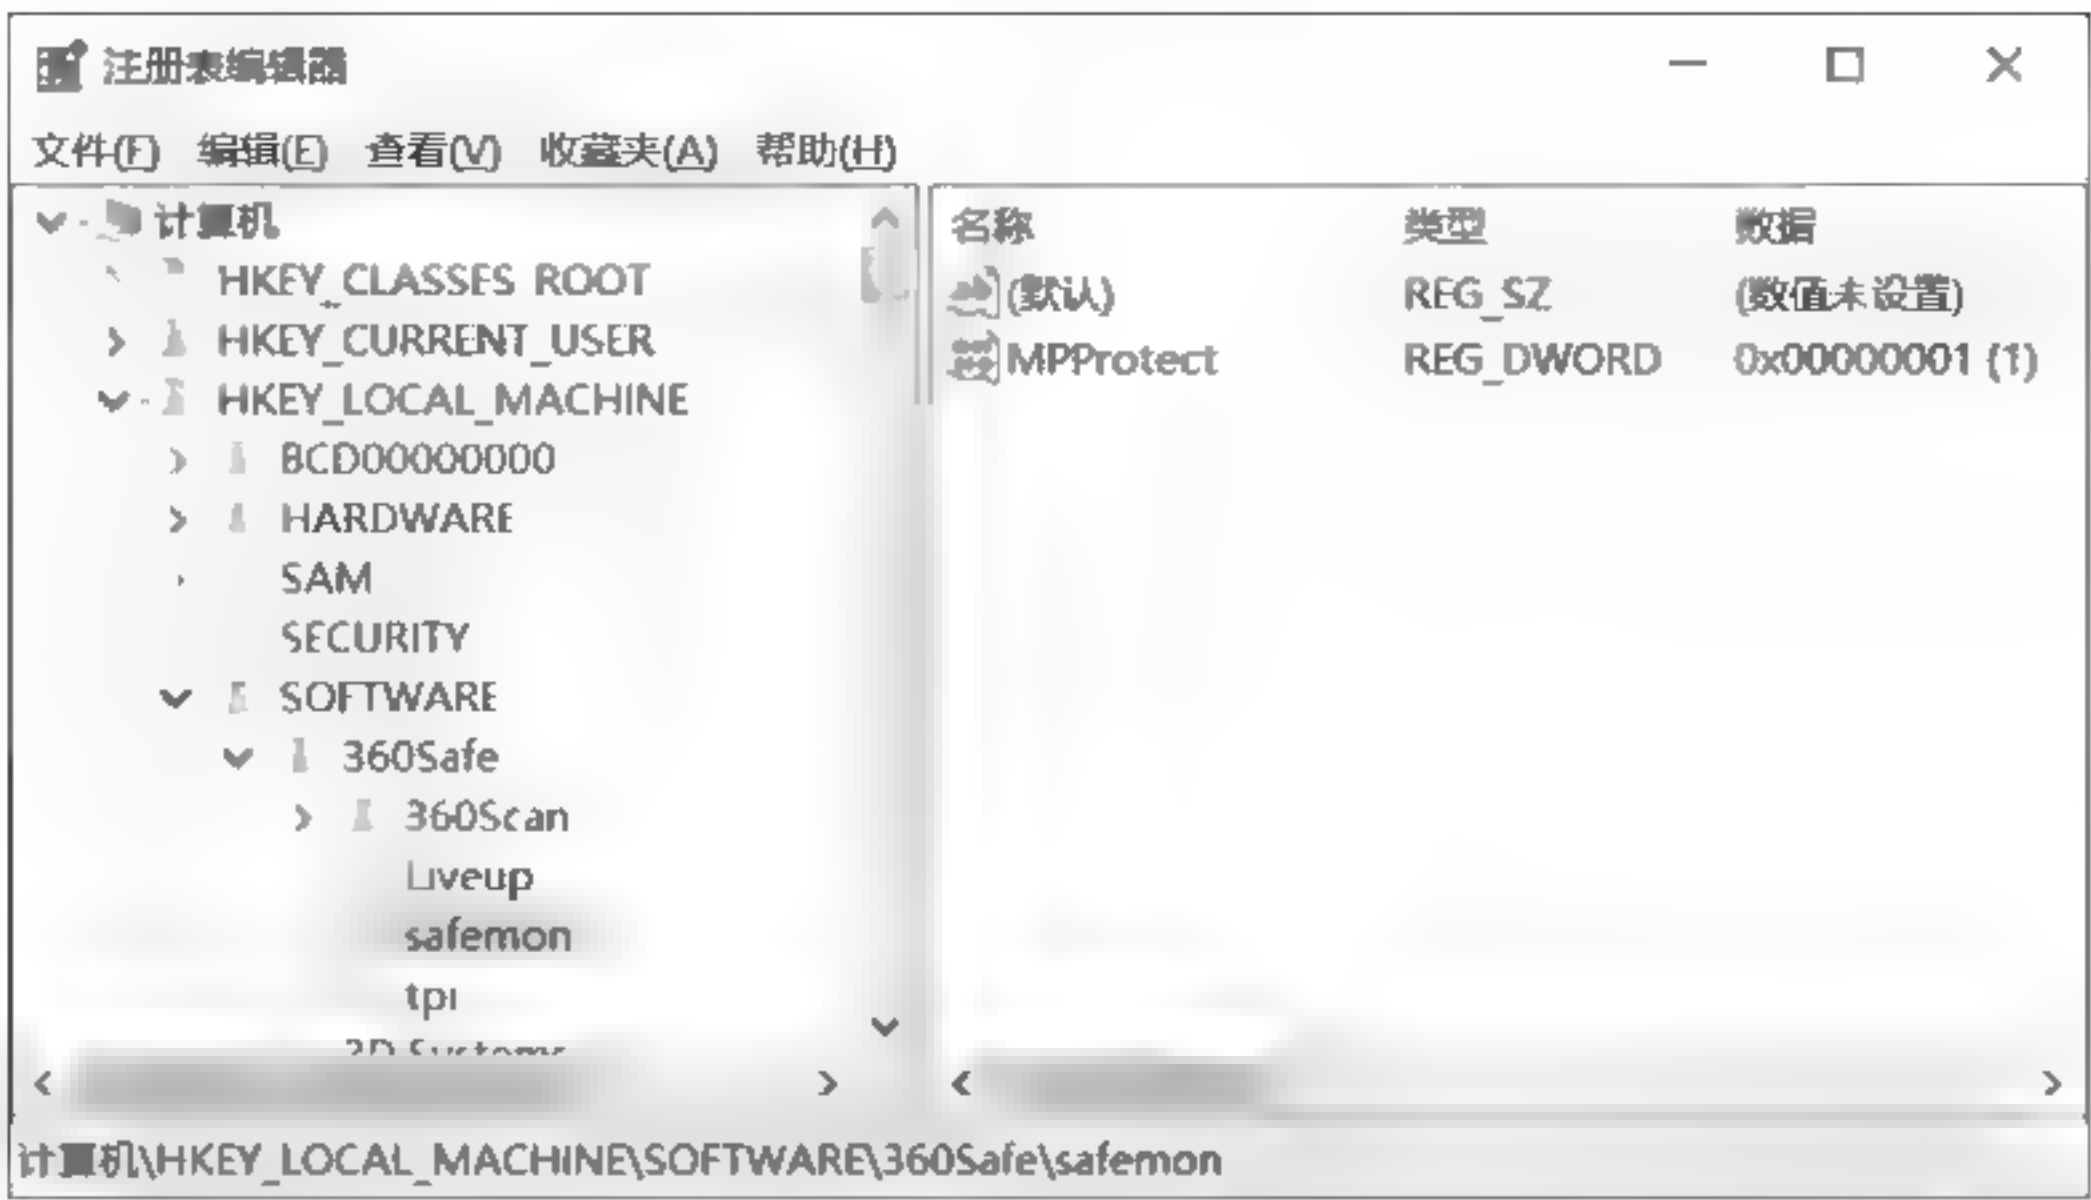 注册表编辑器
文件(F) 编辑(E) 查看(V) 收藏夹(A) 帮助(H)
计算机
HKEY_CLASSES_ROOT
HKEY_CURRENT_USER
HKEY_LOCAL_MACHINE
BCD00000000
HARDWARE
SAM
SECURITY
SOFTWARE
360Safe
360Scan
Liveup
safemon
tpi
3D Systems
名称 类型 数据
(默认) REG_SZ (数值未设置)
MPProtect REG_DWORD 0x00000001 (1)
计算机\HKEY_LOCAL_MACHINE\SOFTWARE\360Safe\safemon